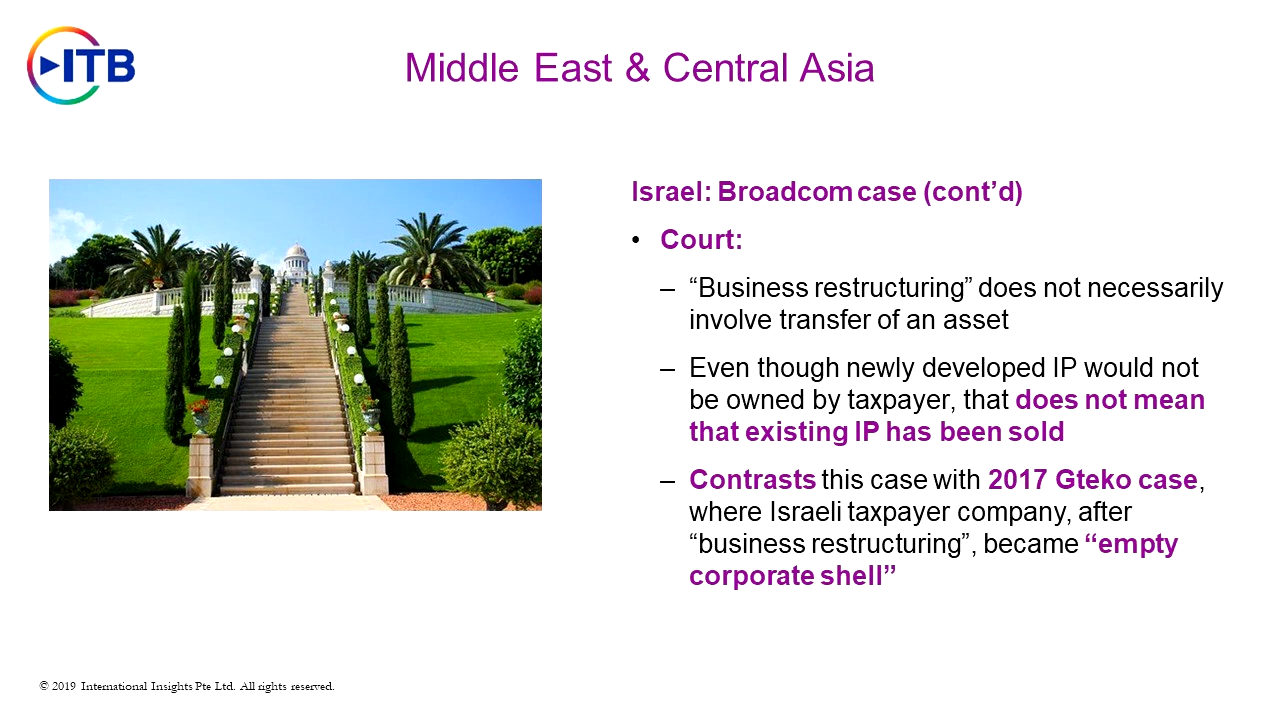 ITB
Middle East & Central Asia
Israel: Broadcom case (cont’d)
• Court:
– “Business restructuring” does not necessarily
involve transfer of an asset
– Even though newly developed IP would not
be owned by taxpayer, that does not mean
that existing IP has been sold
– Contrasts this case with 2017 Gteko case,
where Israeli taxpayer company, after
“business restructuring”, became “empty
corporate shell”
© 2019 International Insights Pte Ltd. All rights reserved.